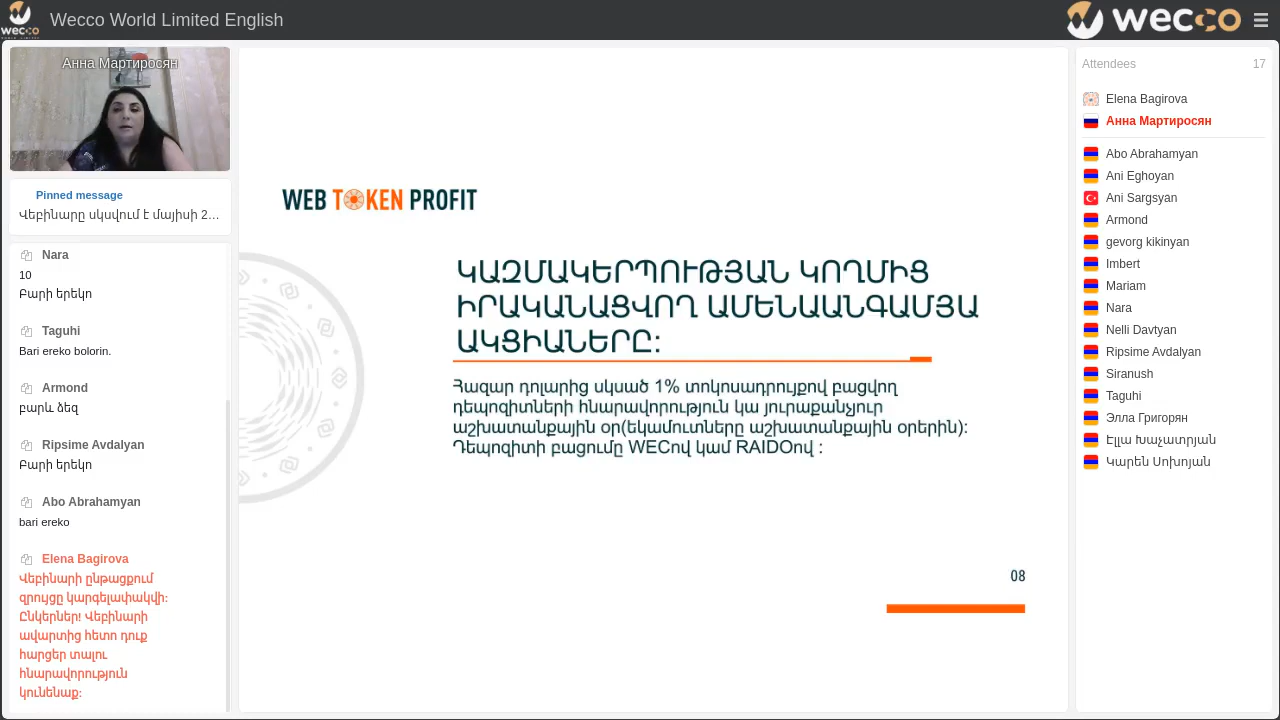 wecco
WORLD LIMITED
Wecco World Limited English
wecco
Анна Мартиросян
Pinned message
Վեբինարը սկսվում է մայիսի 2…
Nara
10
Բարի երեկո
Taguhi
Bari ereko bolorin.
Armond
բարև ձեզ
Ripsime Avdalyan
Բարի երեկո
Abo Abrahamyan
bari ereko
Elena Bagirova
Վեբինարի ընթացքում
զրույցը կարգելափակվի:
Ընկերներ! Վեբինարի
ավարտից հետո դուք
հարցեր տալու
հնարավորություն
կունենաք:
WEB TOKEN PROFIT
ԿԱԶՄԱԿԵՐՊՈՒԹՅԱՆ ԿՈՂՄԻՑ
ԻՐԱԿԱՆԱՑՎՈՂ ԱՄԵՆԱԱՆԳԱՄՅԱ
ԱԿՑԻԱՆԵՐԸ:
Հազար դոլարից սկսած 1% տոկոսադրույքով բացվող
դեպոզիտների հնարավորություն կա յուրաքանչյուր
աշխատանքային օր(եկամուտները աշխատանքային օրերին):
Դեպոզիտի բացումը WECով կամ RAIDOով :
08
Attendees 17
Elena Bagirova
Анна Мартиросян
Abo Abrahamyan
Ani Eghoyan
Ani Sargsyan
Armond
gevorg kikinyan
Imbert
Mariam
Nara
Nelli Davtyan
Ripsime Avdalyan
Siranush
Taguhi
Элла Григорян
Էլլա Խաչատրյան
Կարեն Սոխոյան